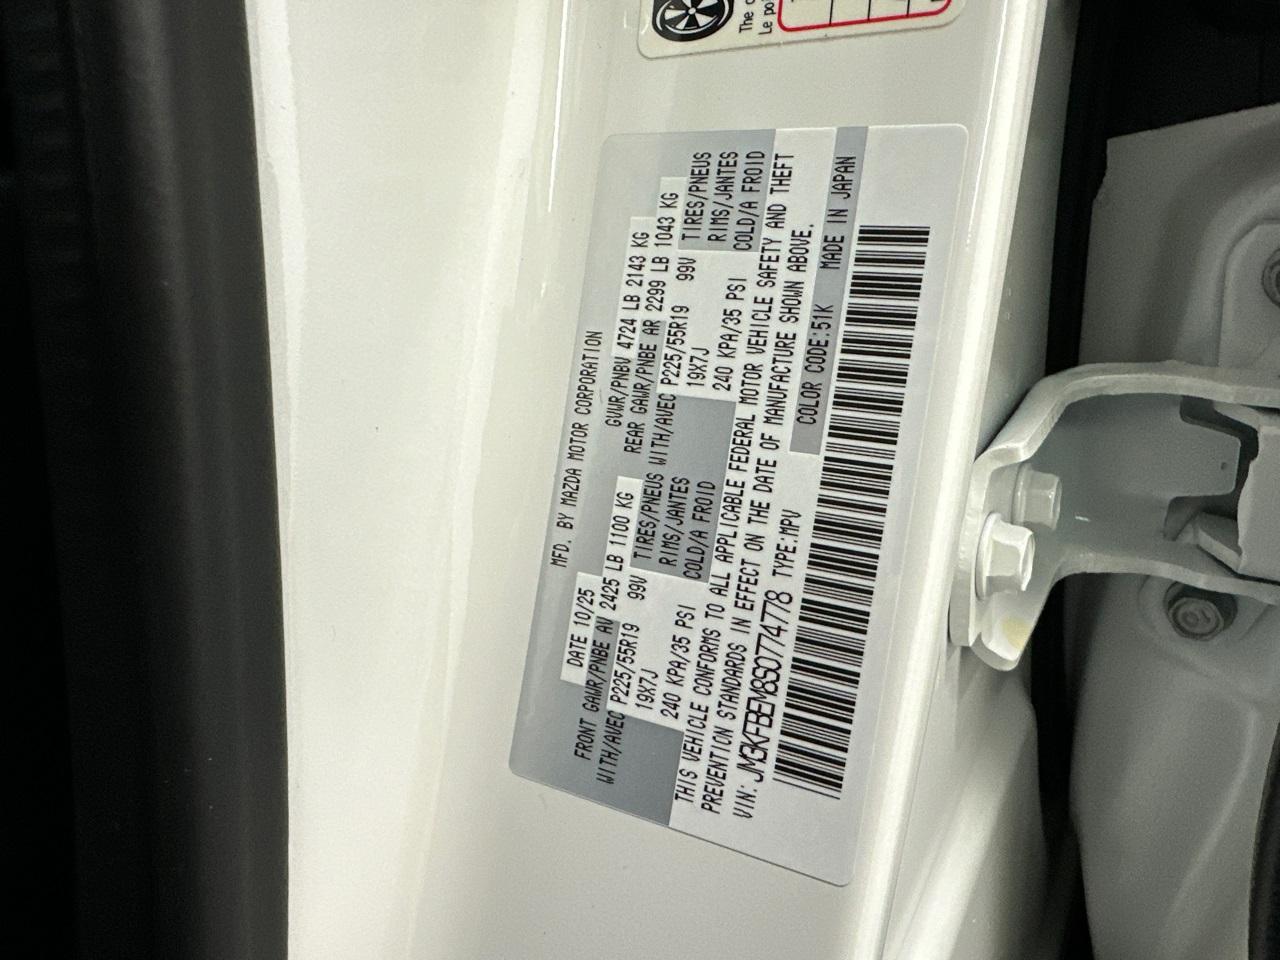 The
Le
MFD. BY MAZDA MOTOR CORPORATION
DATE 10/25 GVWR/PNBV 4724 LB 2143 KG
FRONT GAWR/PNBE AV 2425 LB 1100 KG REAR GAWR/PNBE AR 2299 LB 1043 KG
WITH/AVEC P225/55R19 99V TIRES/PNEUS WITH/AVEC P225/55R19 99V TIRES/PNEUS
19X7J RIMS/JANTES 19X7J RIMS/JANTES
240 KPA/35 PSI COLD/A FROID 240 KPA/35 PSI COLD/A FROID
THIS VEHICLE CONFORMS TO ALL APPLICABLE FEDERAL MOTOR VEHICLE SAFETY AND THEFT
PREVENTION STANDARDS IN EFFECT ON THE DATE OF MANUFACTURE SHOWN ABOVE.
VIN: JM3KFBEM8S0774778 TYPE:MPV COLOR CODE:51K MADE IN JAPAN